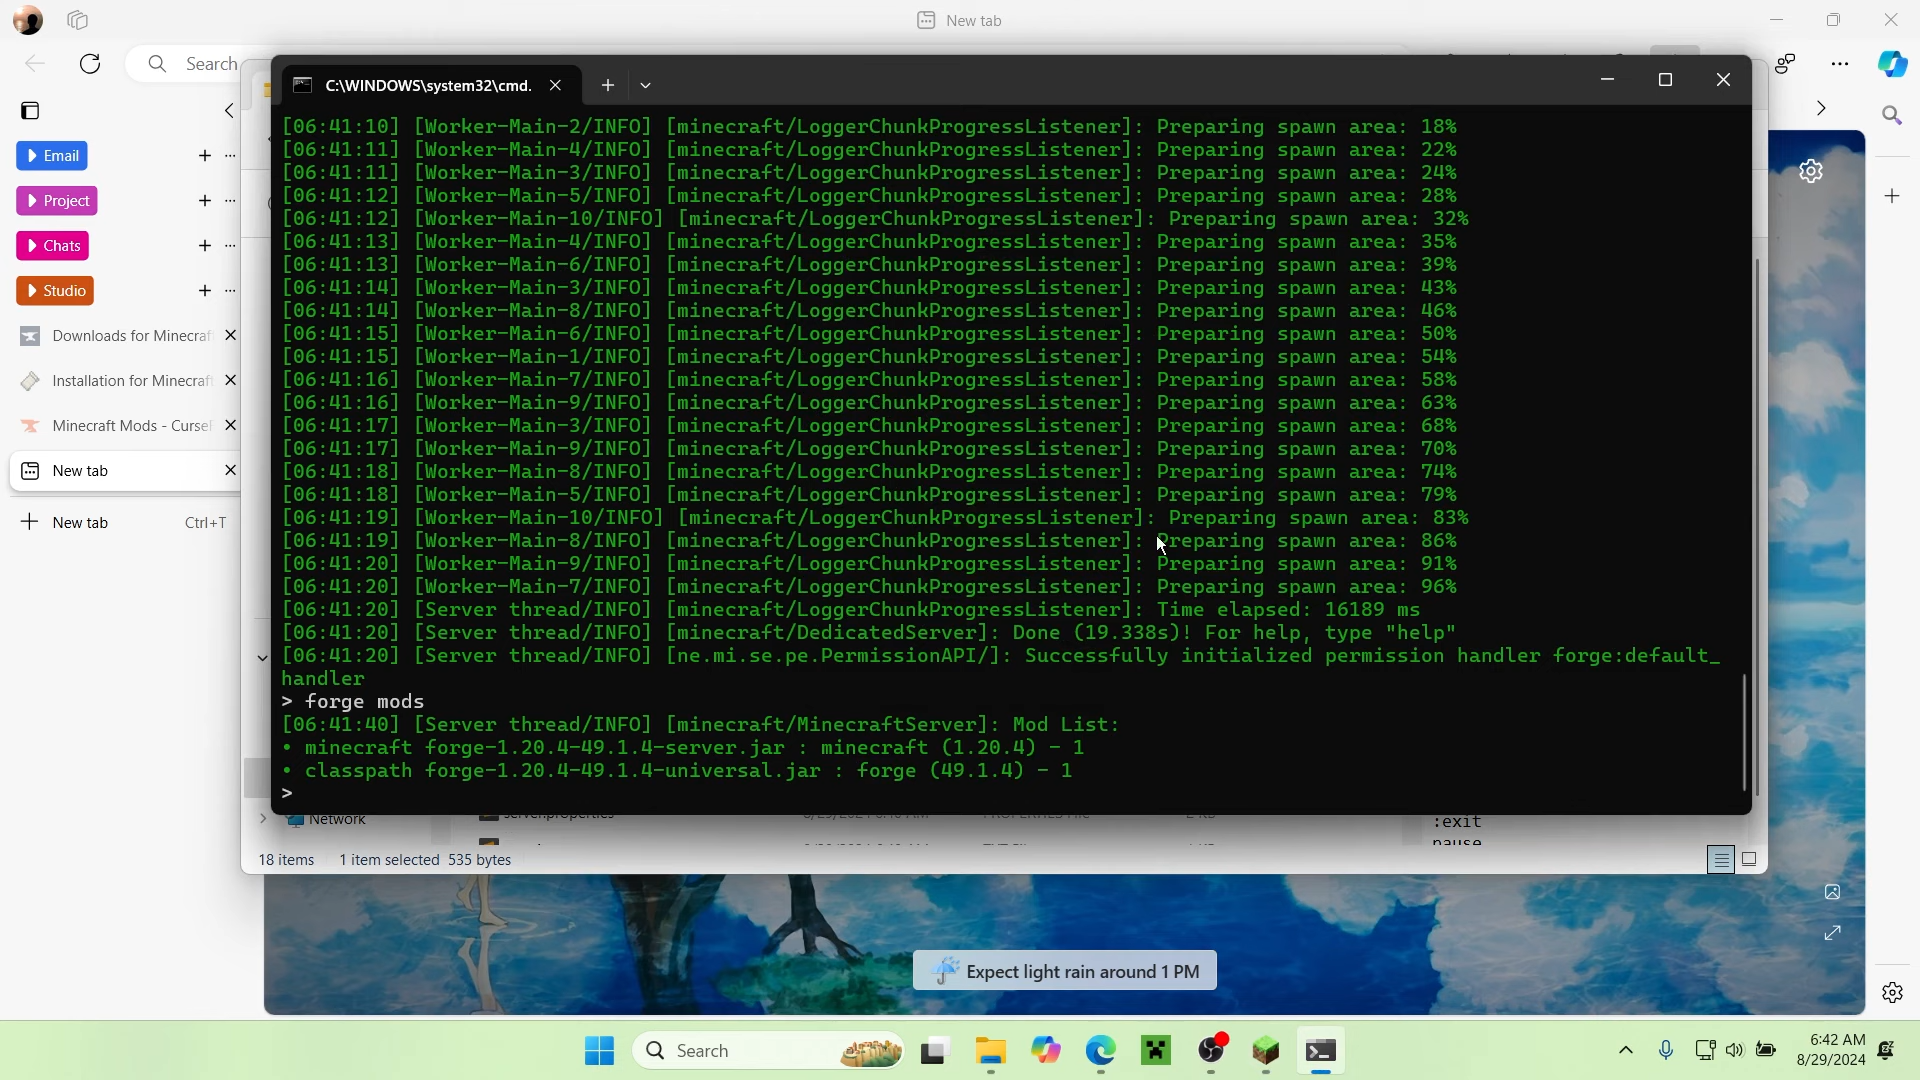 New tab
Search
C:\WINDOWS\system32\cmd.
Email
Project
Chats
Studio
Downloads for Minecraf
Installation for Minecraf
Minecraft Mods - Cursel
New tab
New tab Ctrl+T
[06:41:10] [Worker-Main-2/INFO] [minecraft/LoggerChunkProgressListener]: Preparing spawn area: 18%
[06:41:11] [Worker-Main-4/INFO] [minecraft/LoggerChunkProgressListener]: Preparing spawn area: 22%
[06:41:11] [Worker-Main-3/INFO] [minecraft/LoggerChunkProgressListener]: Preparing spawn area: 24%
[06:41:12] [Worker-Main-5/INFO] [minecraft/LoggerChunkProgressListener]: Preparing spawn area: 28%
[06:41:12] [Worker-Main-10/INFO] [minecraft/LoggerChunkProgressListener]: Preparing spawn area: 32%
[06:41:13] [Worker-Main-4/INFO] [minecraft/LoggerChunkProgressListener]: Preparing spawn area: 35%
[06:41:13] [Worker-Main-6/INFO] [minecraft/LoggerChunkProgressListener]: Preparing spawn area: 39%
[06:41:14] [Worker-Main-3/INFO] [minecraft/LoggerChunkProgressListener]: Preparing spawn area: 43%
[06:41:14] [Worker-Main-8/INFO] [minecraft/LoggerChunkProgressListener]: Preparing spawn area: 46%
[06:41:15] [Worker-Main-6/INFO] [minecraft/LoggerChunkProgressListener]: Preparing spawn area: 50%
[06:41:15] [Worker-Main-1/INFO] [minecraft/LoggerChunkProgressListener]: Preparing spawn area: 54%
[06:41:16] [Worker-Main-7/INFO] [minecraft/LoggerChunkProgressListener]: Preparing spawn area: 58%
[06:41:16] [Worker-Main-9/INFO] [minecraft/LoggerChunkProgressListener]: Preparing spawn area: 63%
[06:41:17] [Worker-Main-3/INFO] [minecraft/LoggerChunkProgressListener]: Preparing spawn area: 68%
[06:41:17] [Worker-Main-9/INFO] [minecraft/LoggerChunkProgressListener]: Preparing spawn area: 70%
[06:41:18] [Worker-Main-8/INFO] [minecraft/LoggerChunkProgressListener]: Preparing spawn area: 74%
[06:41:18] [Worker-Main-5/INFO] [minecraft/LoggerChunkProgressListener]: Preparing spawn area: 79%
[06:41:19] [Worker-Main-10/INFO] [minecraft/LoggerChunkProgressListener]: Preparing spawn area: 83%
[06:41:19] [Worker-Main-8/INFO] [minecraft/LoggerChunkProgressListener]: Preparing spawn area: 86%
[06:41:20] [Worker-Main-9/INFO] [minecraft/LoggerChunkProgressListener]: Preparing spawn area: 91%
[06:41:20] [Worker-Main-7/INFO] [minecraft/LoggerChunkProgressListener]: Preparing spawn area: 96%
[06:41:20] [Server thread/INFO] [minecraft/LoggerChunkProgressListener]: Time elapsed: 16189 ms
[06:41:20] [Server thread/INFO] [minecraft/DedicatedServer]: Done (19.338s)! For help, type "help"
[06:41:20] [Server thread/INFO] [ne.mi.se.pe.PermissionAPI/]: Successfully initialized permission handler forge:default_
handler
> forge mods
[06:41:40] [Server thread/INFO] [minecraft/MinecraftServer]: Mod List:
• minecraft forge-1.20.4-49.1.4-server.jar : minecraft (1.20.4) - 1
• classpath forge-1.20.4-49.1.4-universal.jar : forge (49.1.4) - 1
>
Network
:exit
pause
18 items 1 item selected 535 bytes
Expect light rain around 1 PM
Search
6:42 AM
8/29/2024